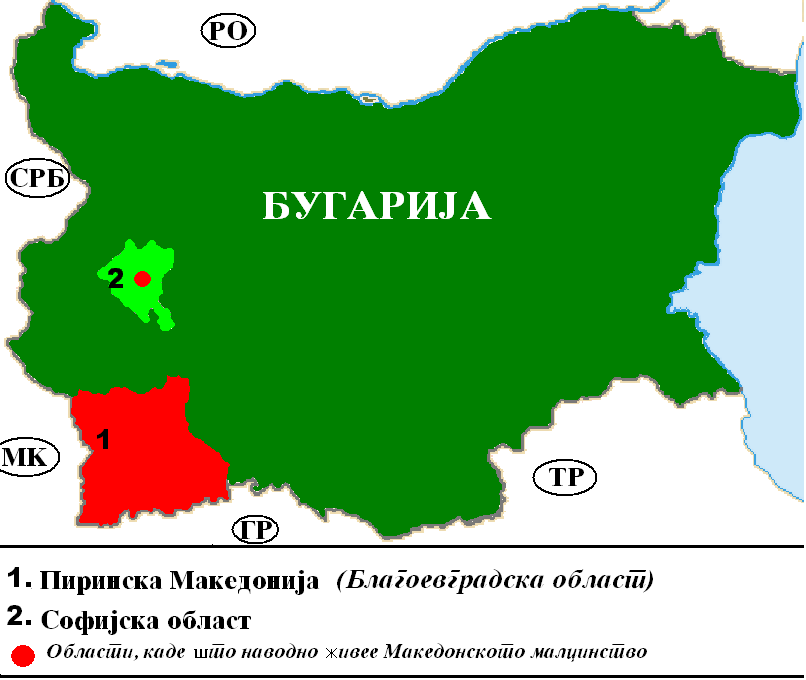 РО
СРБ
БУГАРИЈА
2
1
МК
ТР
ГР
1. Пиринска Македонија (Благоевградска област)
2. Софијска област
Области, каде што наводно живее Македонското малцинство